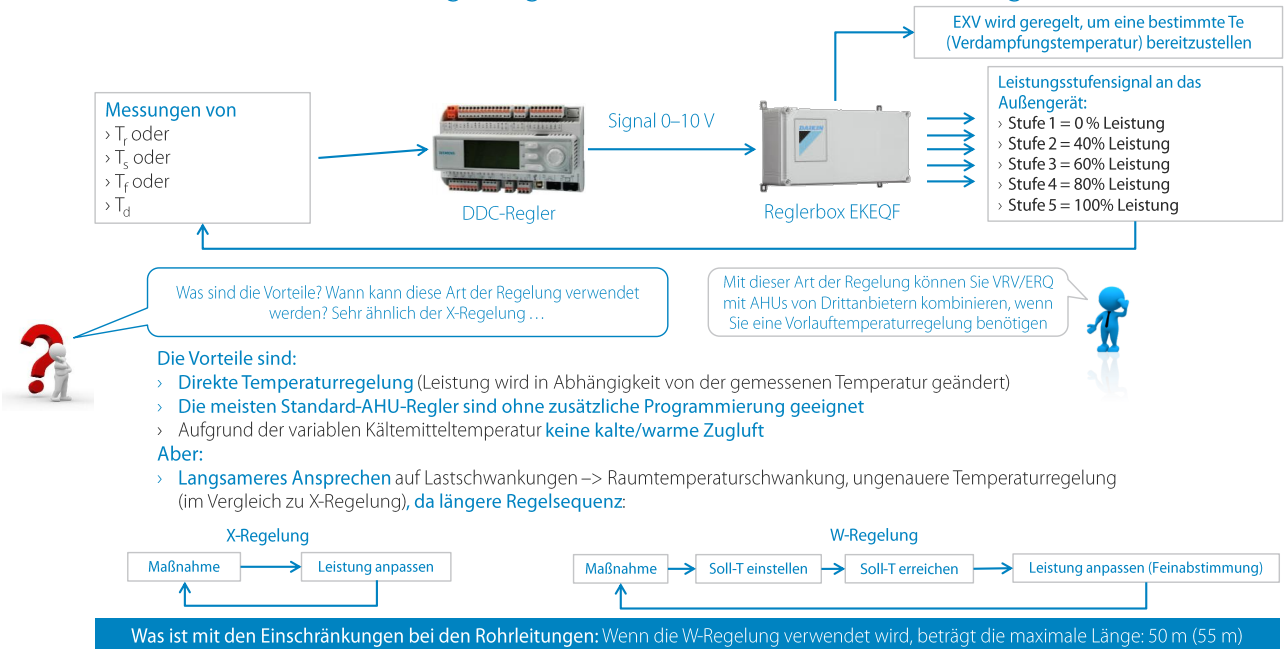 EXV wird geregelt, um eine bestimmte Te
(Verdampfungstemperatur) bereitzustellen
Messungen von
› Tr oder
› Ts oder
› Tf oder
› Td
DDC-Regler
Signal 0–10 V
DAIKIN
Reglerbox EKEQF
Leistungsstufensignal an das
Außengerät:
› Stufe 1 = 0 % Leistung
› Stufe 2 = 40% Leistung
› Stufe 3 = 60% Leistung
› Stufe 4 = 80% Leistung
› Stufe 5 = 100% Leistung
Was sind die Vorteile? Wann kann diese Art der Regelung verwendet
werden? Sehr ähnlich der X-Regelung …
Mit dieser Art der Regelung können Sie VRV/ERQ
mit AHUs von Drittanbietern kombinieren, wenn
Sie eine Vorlauftemperaturregelung benötigen
Die Vorteile sind:
› Direkte Temperaturregelung (Leistung wird in Abhängigkeit von der gemessenen Temperatur geändert)
› Die meisten Standard-AHU-Regler sind ohne zusätzliche Programmierung geeignet
› Aufgrund der variablen Kältemitteltemperatur keine kalte/warme Zugluft
Aber:
› Langsameres Ansprechen auf Lastschwankungen –> Raumtemperaturschwankung, ungenauere Temperaturregelung
(im Vergleich zu X-Regelung), da längere Regelsequenz:
X-Regelung
Maßnahme
Leistung anpassen
W-Regelung
Maßnahme
Soll-T einstellen
Soll-T erreichen
Leistung anpassen (Feinabstimmung)
Was ist mit den Einschränkungen bei den Rohrleitungen: Wenn die W-Regelung verwendet wird, beträgt die maximale Länge: 50 m (55 m)